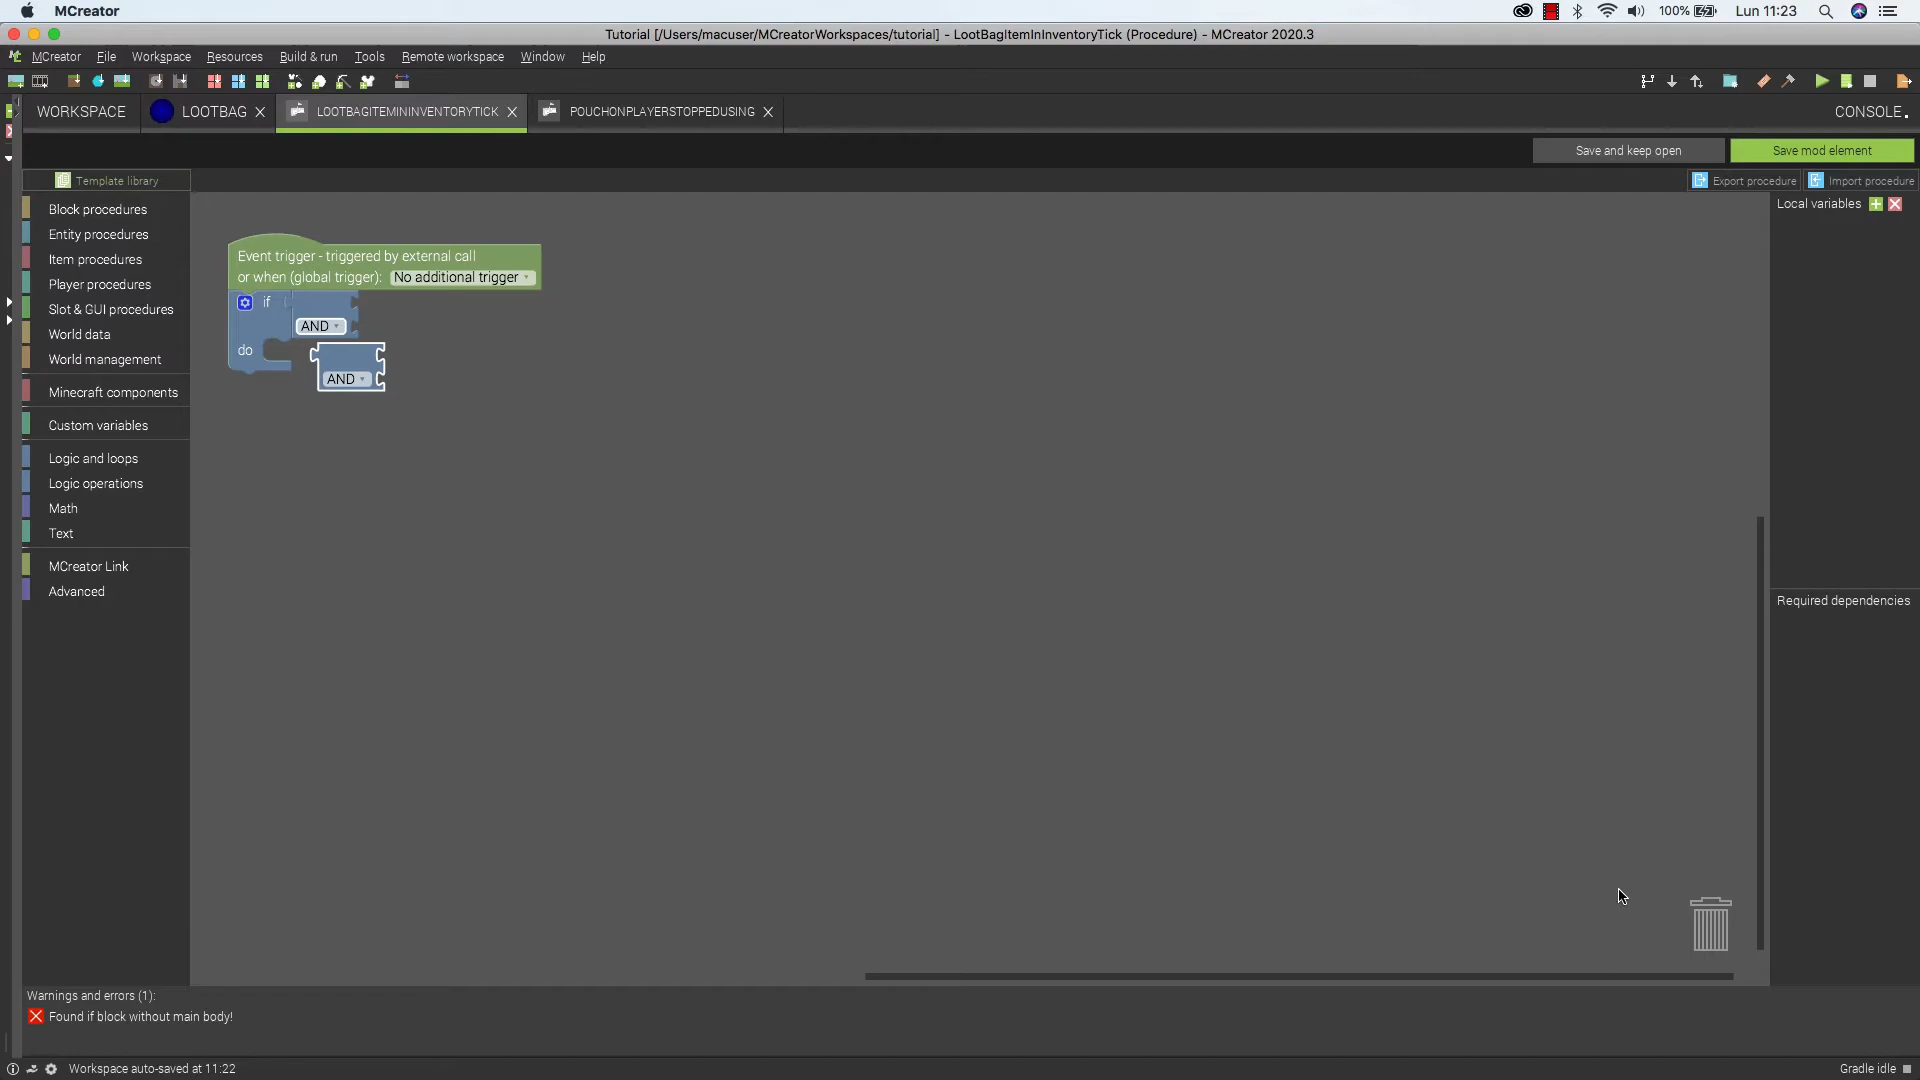 MCreator
100%
Lun 11:23
Tutorial [/Users/macuser/MCreatorWorkspaces/tutorial] - LootBagItemInInventoryTick (Procedure) - MCreator 2020.3
MCreator File Workspace Resources Build & run Tools Remote workspace Window Help
WORKSPACE LOOTBAG LOOTBAGITEMININVENTORYTICK POUCHONPLAYERSTOPPEDUSING CONSOLE
Save and keep open Save mod element
Template library
Export procedure Import procedure
Local variables
Block procedures
Entity procedures
Item procedures
Player procedures
Slot & GUI procedures
World data
World management
Minecraft components
Custom variables
Logic and loops
Logic operations
Math
Text
MCreator Link
Advanced
Event trigger - triggered by external call
or when (global trigger): No additional trigger
if
AND
do
AND
Required dependencies
Warnings and errors (1):
Found if block without main body!
Workspace auto-saved at 11:22
Gradle idle